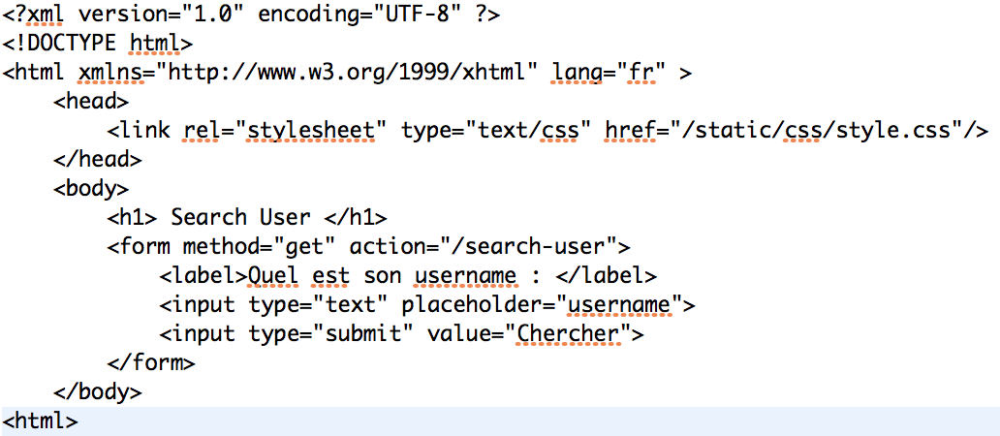 <?xml version="1.0" encoding="UTF-8" ?>
<!DOCTYPE html>
<html xmlns="http://www.w3.org/1999/xhtml" lang="fr" >
    <head>
        <link rel="stylesheet" type="text/css" href="/static/css/style.css"/>
    </head>
    <body>
        <h1> Search User </h1>
        <form method="get" action="/search-user">
            <label>Quel est son username : </label>
            <input type="text" placeholder="username">
            <input type="submit" value="Chercher">
        </form>
    </body>
<html>